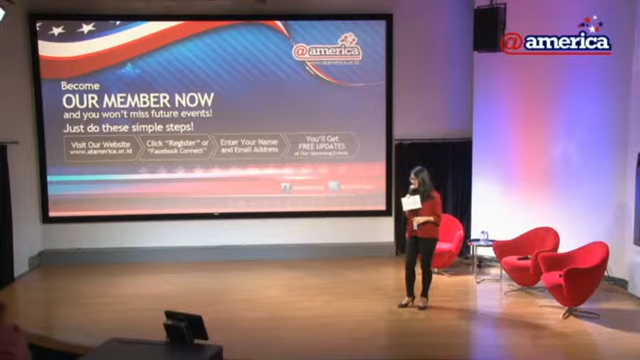 @america
www.atamerica.or.id
Become
OUR MEMBER NOW
and you won't miss future events!
Just do these simple steps!
Visit Our Website
www.atamerica.or.id
Click "Register" or
"Facebook Connect"
Enter Your Name
and Email Address
You'll Get
FREE UPDATES
of Our Upcoming Events
@america